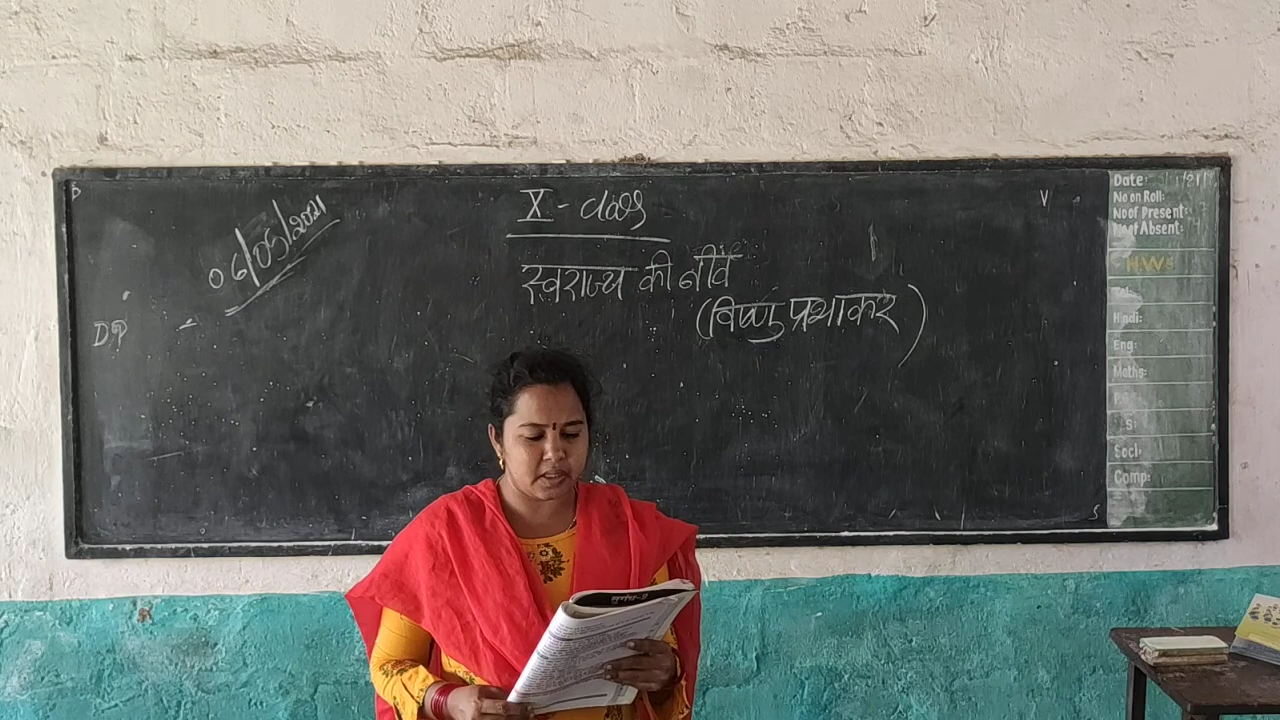 06/05/2021
X - class
स्वराज्य की नींव
(विष्णु प्रभाकर)
V
Date:
No on Roll:
No of Present:
No of Absent:
H.W:
Hindi:
Eng:
Maths:
Socl:
Comp:
S